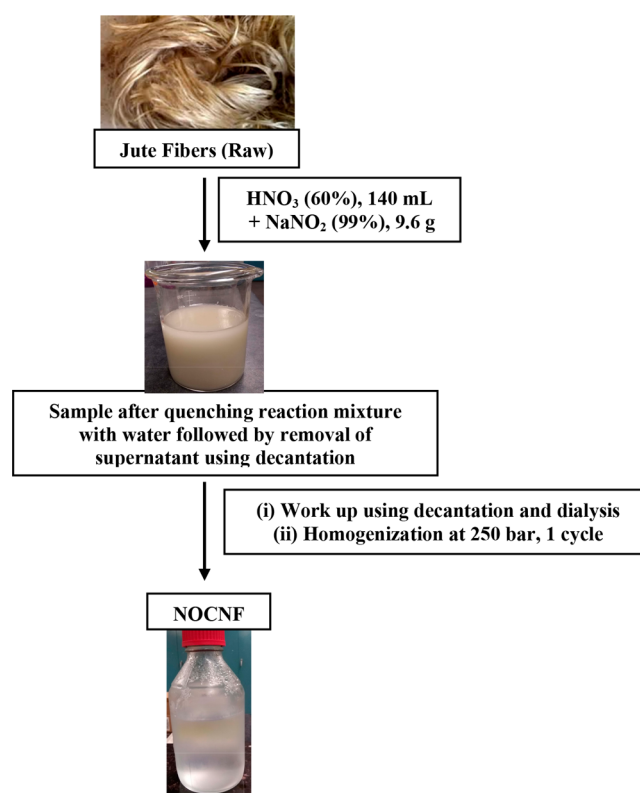 Jute Fibers (Raw)
HNO₃ (60%), 140 mL
+ NaNO₂ (99%), 9.6 g
Sample after quenching reaction mixture
with water followed by removal of
supernatant using decantation
(i) Work up using decantation and dialysis
(ii) Homogenization at 250 bar, 1 cycle
NOCNF